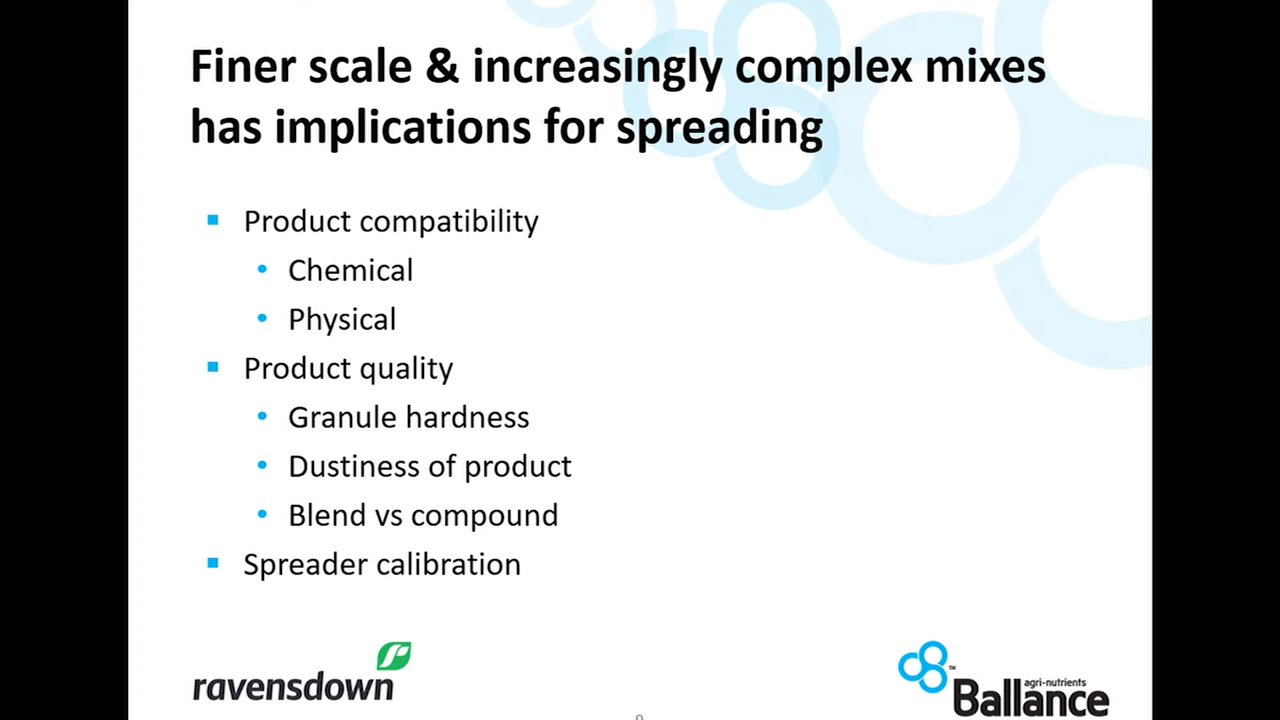 Finer scale & increasingly complex mixes
has implications for spreading
Product compatibility
Chemical
Physical
Product quality
Granule hardness
Dustiness of product
Blend vs compound
Spreader calibration
ravensdown
TM
agri-nutrients
Ballance